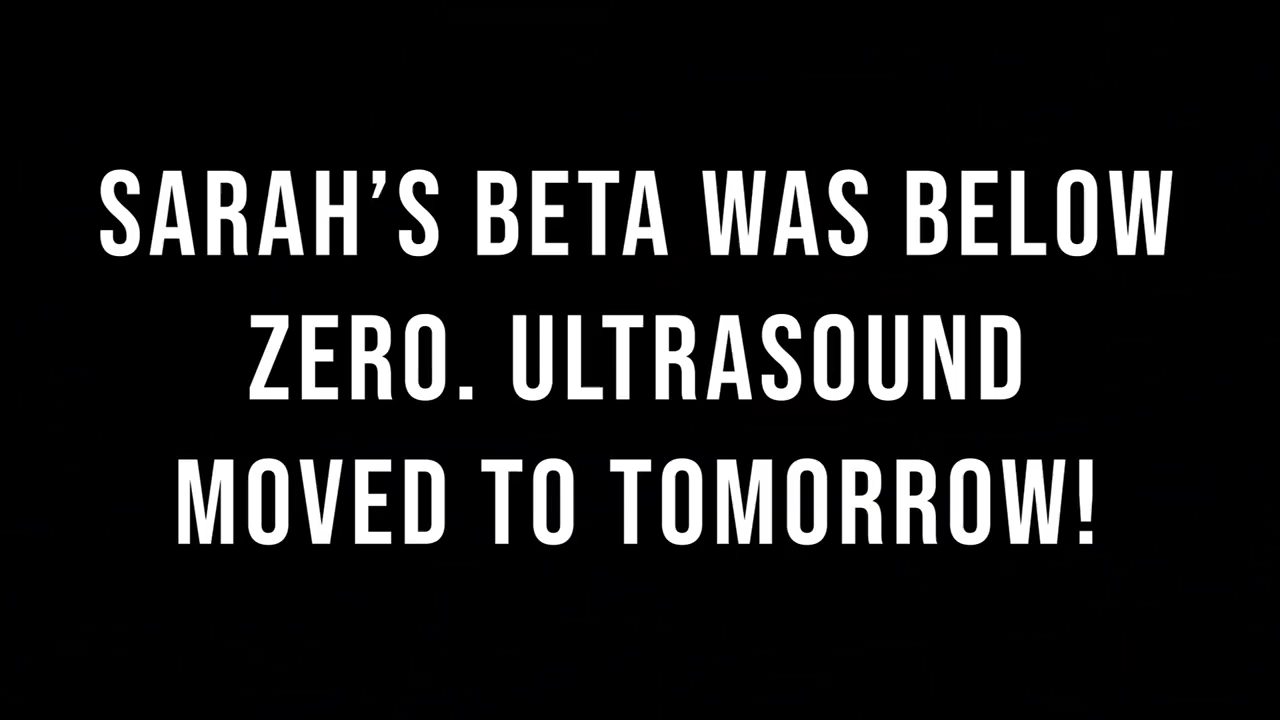 SARAH’S BETA WAS BELOW
ZERO. ULTRASOUND
MOVED TO TOMORROW!